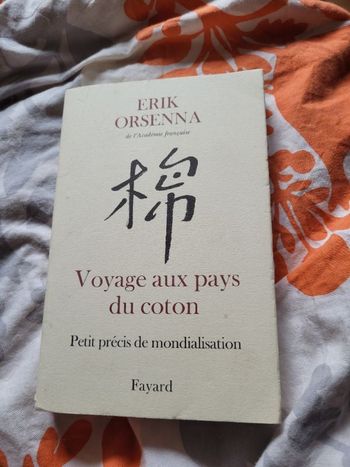 ERIK
ORSENNA
de l'Académie française
棉
Voyage aux pays
du coton
Petit précis de mondialisation
Fayard